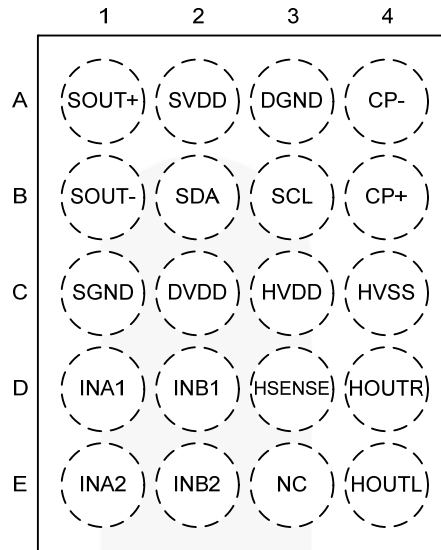 1 2 3 4
A SOUT+ SVDD DGND CP-
B SOUT- SDA SCL CP+
C SGND DVDD HVDD HVSS
D INA1 INB1 HSENSE HOUTR
E INA2 INB2 NC HOUTL